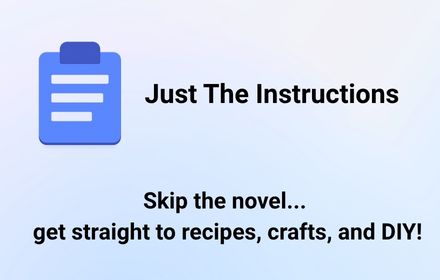 Just The Instructions
Skip the novel...
get straight to recipes, crafts, and DIY!